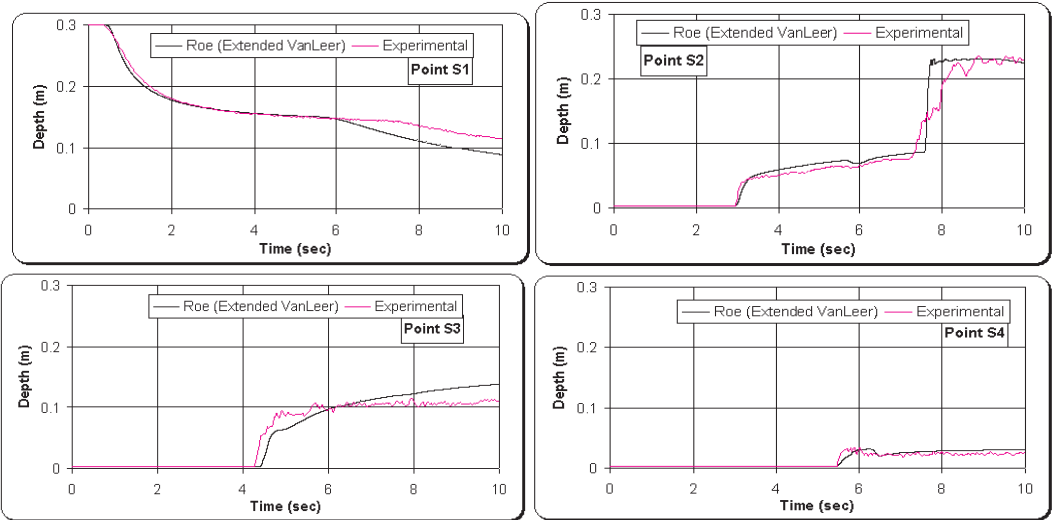 0.3
Roe (Extended VanLeer) Experimental
Point S1
0.2
Depth (m)
0.1
0
0 2 4 6 8 10
Time (sec)
0.3
Roe (Extended VanLeer) Experimental
Point S2
0.2
Depth (m)
0.1
0
0 2 4 6 8 10
Time (sec)
0.3
Roe (Extended VanLeer) Experimental
Point S3
0.2
Depth (m)
0.1
0
0 2 4 6 8 10
Time (sec)
0.3
Roe (Extended VanLeer) Experimental
Point S4
0.2
Depth (m)
0.1
0
0 2 4 6 8 10
Time (sec)